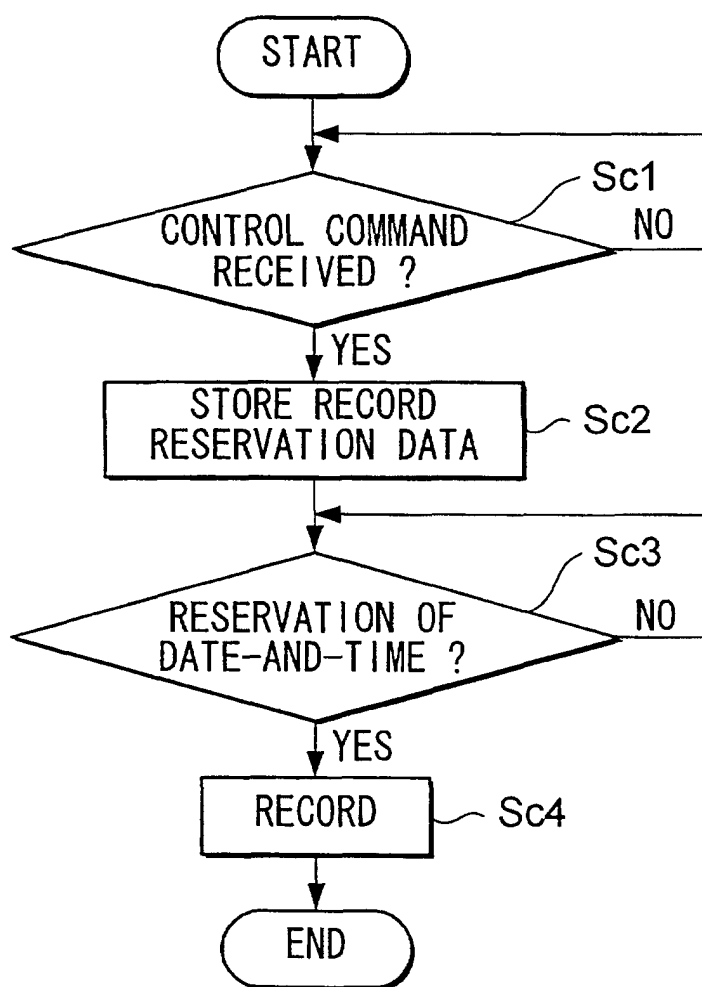 START
Sc1
CONTROL COMMAND
RECEIVED ?
NO
YES
STORE RECORD
RESERVATION DATA
Sc2
Sc3
RESERVATION OF
DATE-AND-TIME ?
NO
YES
RECORD
Sc4
END